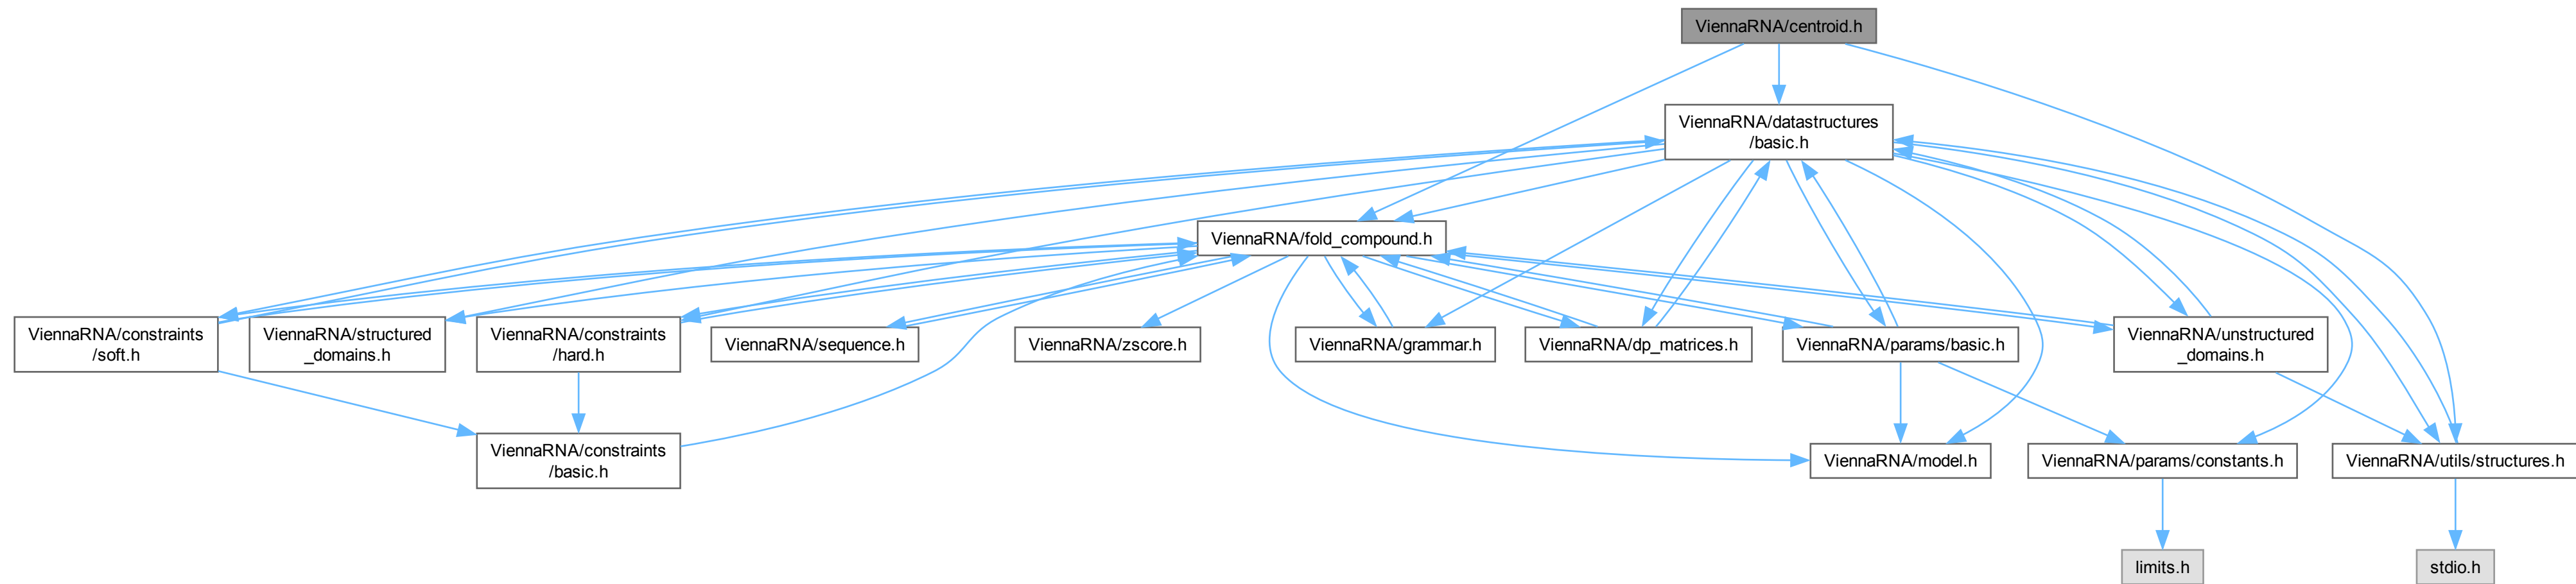 ViennaRNA/centroid.h
ViennaRNA/datastructures
/basic.h
ViennaRNA/fold_compound.h
ViennaRNA/constraints
/soft.h
ViennaRNA/structured
_domains.h
ViennaRNA/constraints
/hard.h
ViennaRNA/sequence.h
ViennaRNA/zscore.h
ViennaRNA/grammar.h
ViennaRNA/dp_matrices.h
ViennaRNA/params/basic.h
ViennaRNA/unstructured
_domains.h
ViennaRNA/constraints
/basic.h
ViennaRNA/model.h
ViennaRNA/params/constants.h
ViennaRNA/utils/structures.h
limits.h
stdio.h